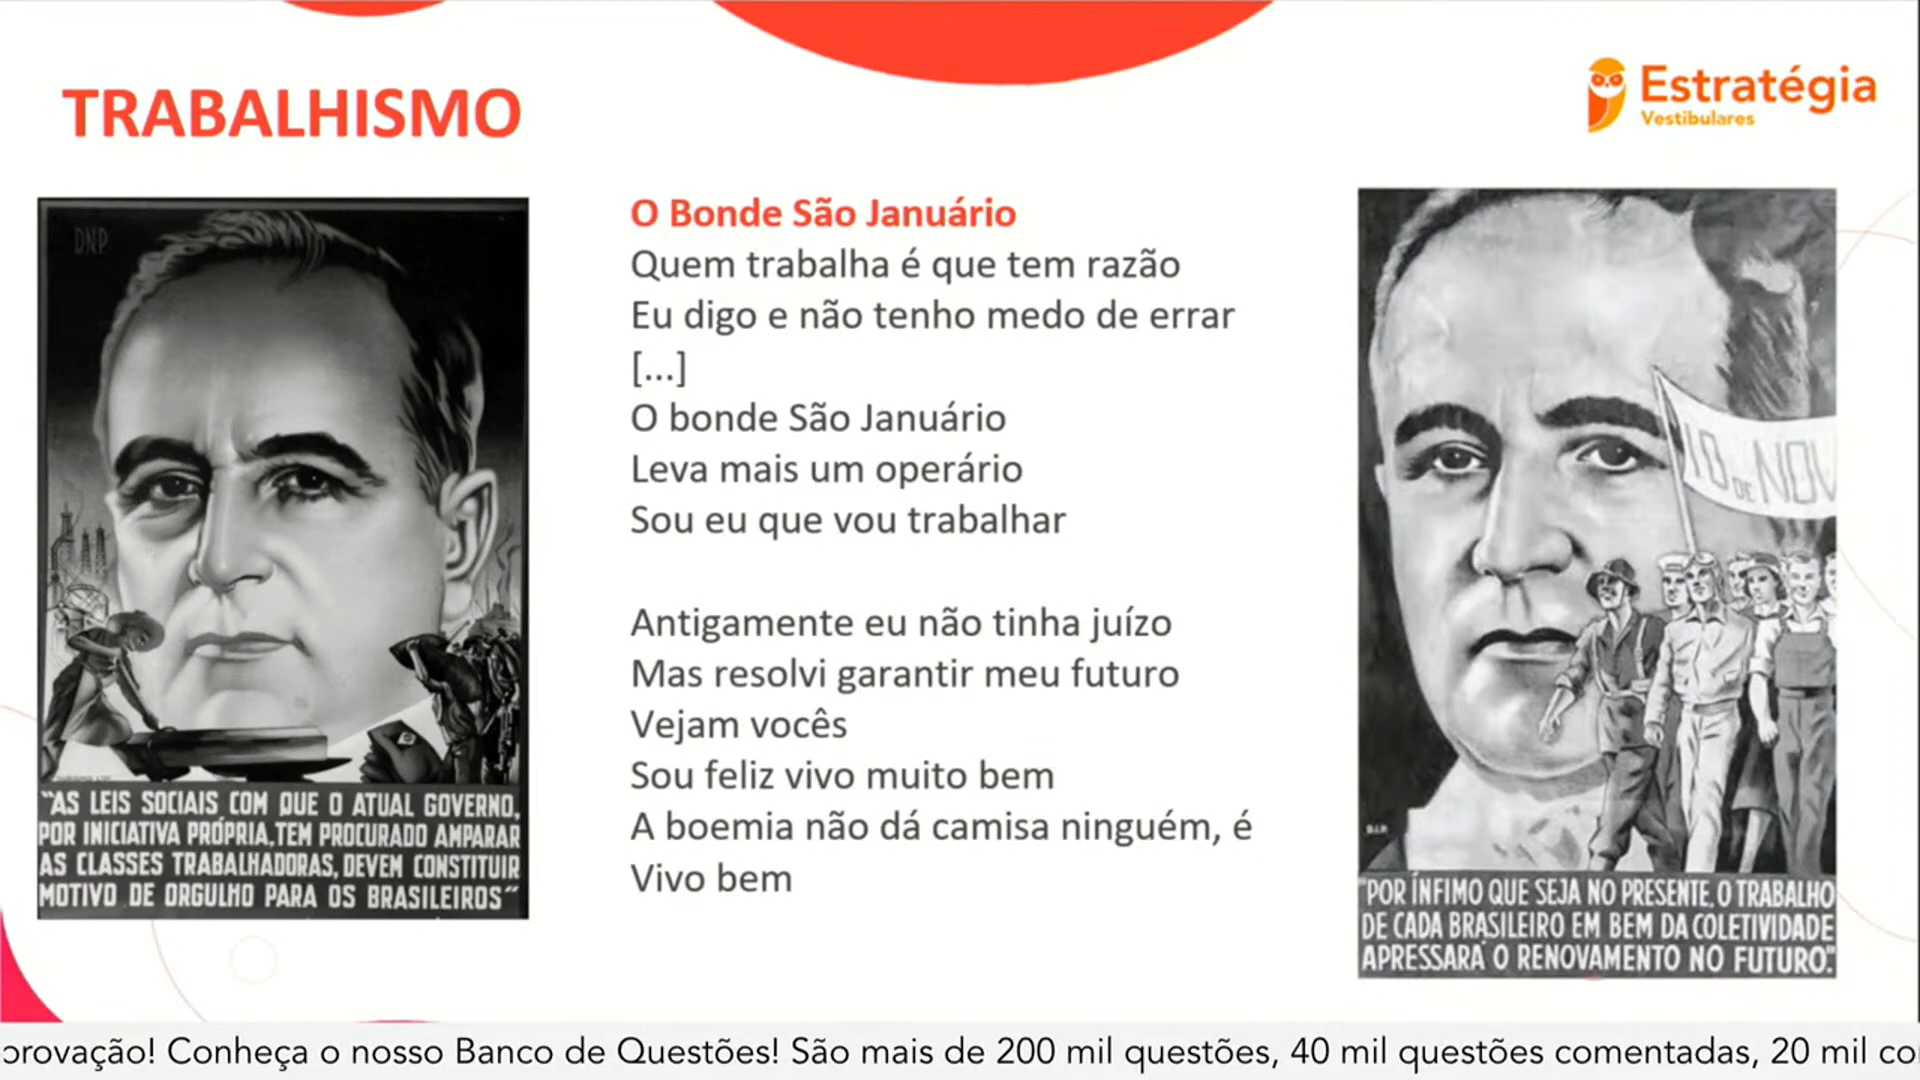 TRABALHISMO
Estratégia
Vestibulares
DNP
"AS LEIS SOCIAIS COM QUE O ATUAL GOVERNO,
POR INICIATIVA PRÓPRIA, TEM PROCURADO AMPARAR
AS CLASSES TRABALHADORAS, DEVEM CONSTITUIR
MOTIVO DE ORGULHO PARA OS BRASILEIROS"
O Bonde São Januário
Quem trabalha é que tem razão
Eu digo e não tenho medo de errar
[...]
O bonde São Januário
Leva mais um operário
Sou eu que vou trabalhar
Antigamente eu não tinha juízo
Mas resolvi garantir meu futuro
Vejam vocês
Sou feliz vivo muito bem
A boemia não dá camisa ninguém, é
Vivo bem
10 DE NOV
D.I.P.
"POR ÍNFIMO QUE SEJA NO PRESENTE, O TRABALHO
DE CADA BRASILEIRO EM BEM DA COLETIVIDADE
APRESSARÁ O RENOVAMENTO NO FUTURO."
provação! Conheça o nosso Banco de Questões! São mais de 200 mil questões, 40 mil questões comentadas, 20 mil co